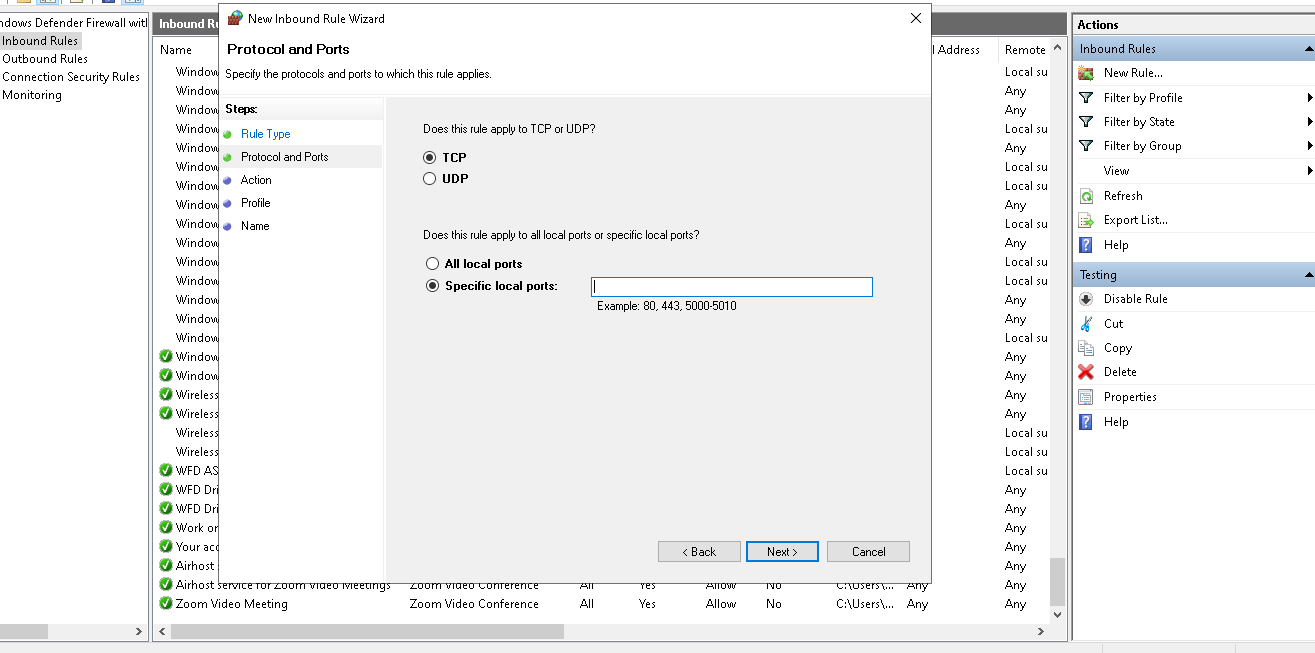 New Inbound Rule Wizard
ndows Defender Firewall with
Inbound Rules
Outbound Rules
Connection Security Rules
Monitoring
Inbound Ru
Name
l Address
Remote
Window
Local su
Window
Any
Window
Any
Window
Local su
Window
Any
Window
Local su
Window
Local su
Window
Any
Window
Local su
Window
Any
Window
Local su
Window
Local su
Window
Any
Window
Any
Window
Local su
Window
Any
Window
Any
Wireless
Any
Wireless
Any
Wireless
Local su
Wireless
Local su
WFD AS
Local su
WFD Dri
Any
WFD Dri
Any
Work or
Any
Your acc
Any
Airhost
Any
Airhost service for Zoom Video Meetings Zoom Video Conference All Yes Allow No C:\Users\... Any Any
Zoom Video Meeting Zoom Video Conference All Yes Allow No C:\Users\... Any Any
Protocol and Ports
Specify the protocols and ports to which this rule applies.
Steps:
Rule Type
Protocol and Ports
Action
Profile
Name
Does this rule apply to TCP or UDP?
TCP
UDP
Does this rule apply to all local ports or specific local ports?
All local ports
Specific local ports:
Example: 80, 443, 5000-5010
< Back
Next >
Cancel
Actions
Inbound Rules
New Rule...
Filter by Profile
Filter by State
Filter by Group
View
Refresh
Export List...
Help
Testing
Disable Rule
Cut
Copy
Delete
Properties
Help